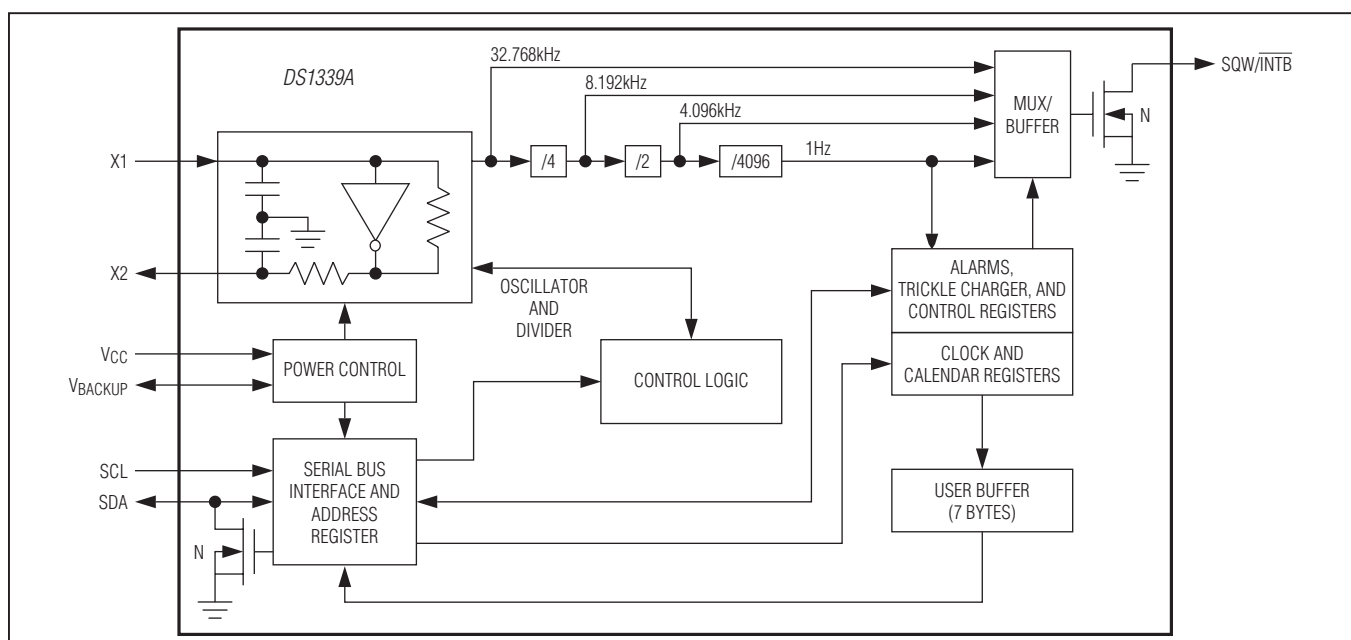 DS1339A
32.768kHz
8.192kHz
4.096kHz
1Hz
/4
/2
/4096
MUX/
BUFFER
N
SQW/INTB
X1
X2
OSCILLATOR
AND
DIVIDER
ALARMS,
TRICKLE CHARGER, AND
CONTROL REGISTERS
CLOCK AND
CALENDAR REGISTERS
VCC
VBACKUP
POWER CONTROL
CONTROL LOGIC
SCL
SDA
SERIAL BUS
INTERFACE AND
ADDRESS
REGISTER
USER BUFFER
(7 BYTES)
N